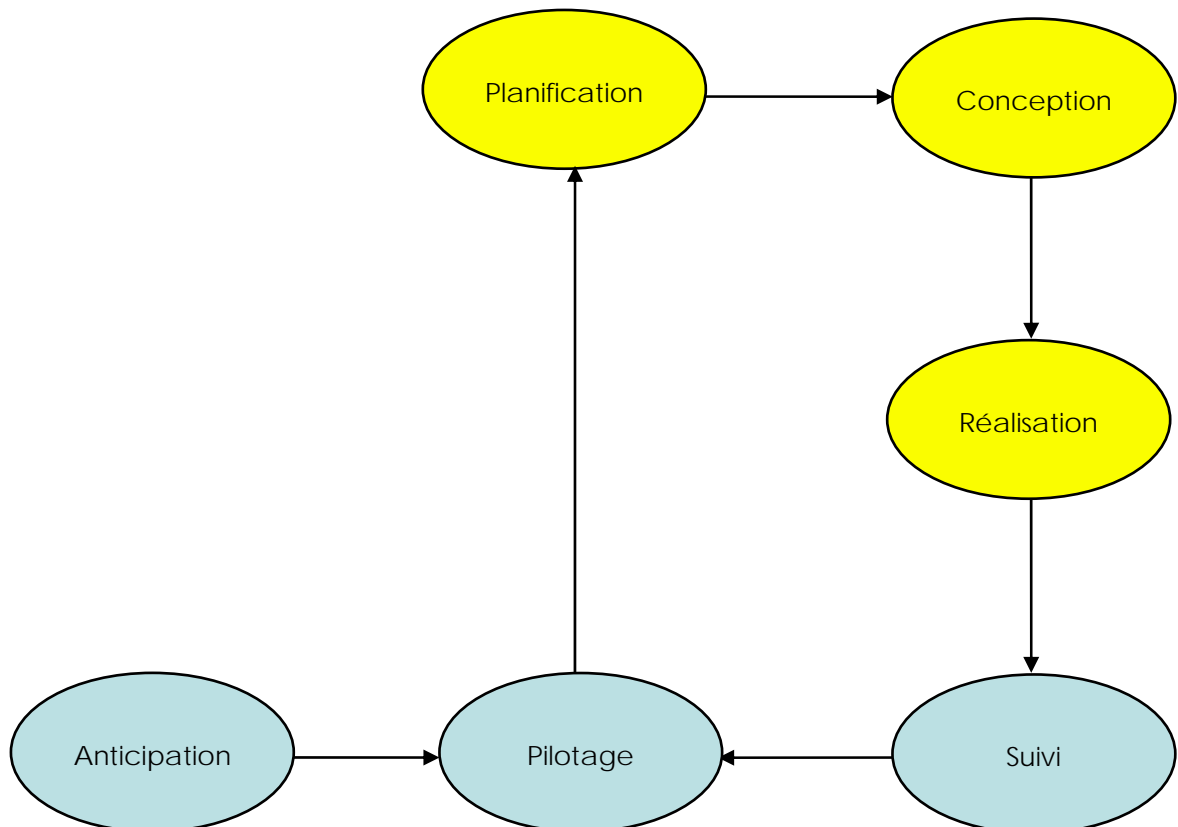 Planification
Conception
Réalisation
Anticipation
Pilotage
Suivi